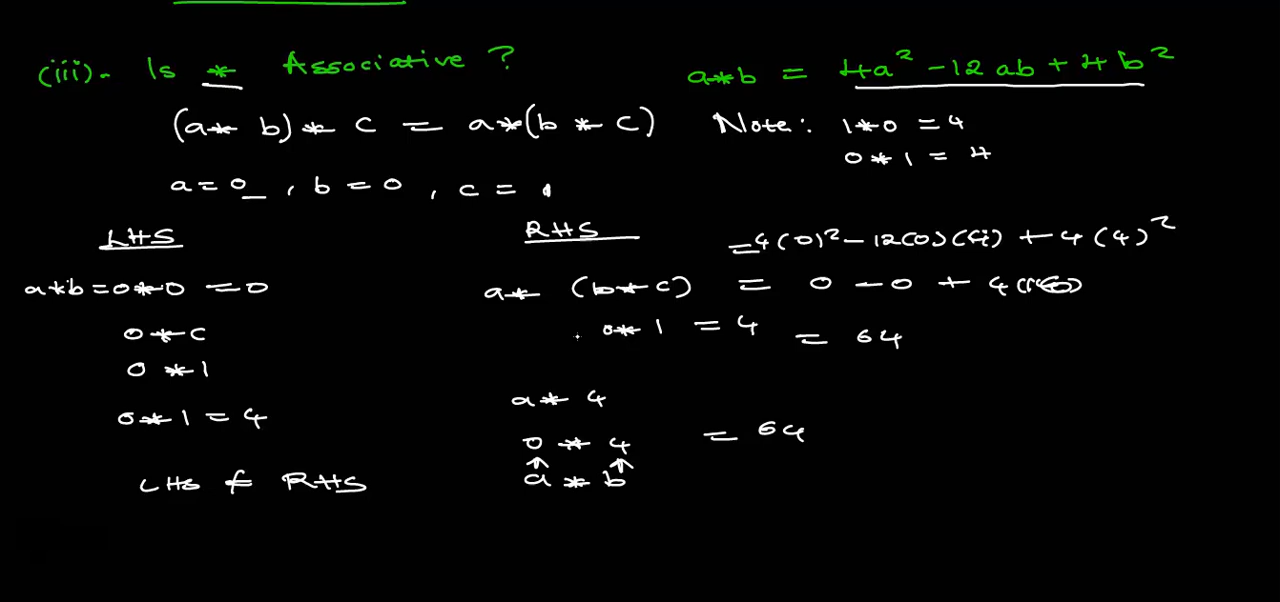 (iii). Is * Associative ?
a*b = 4a² - 12ab + 4b²
(a* b)* c = a*(b * c)
Note: 1*0 = 4
0 * 1 = 4
a = 0, b = 0, c = 1
LHS
a*b = 0*0 = 0
0 * c
0 * 1
0 * 1 = 4
LHS ≠ RHS
RHS
= 4(0)² - 12(0)(4) + 4(4)²
a* (b*c) = 0 - 0 + 4(16)
0* 1 = 4 = 64
a * 4
0 * 4 = 64
↑ ↑
a * b